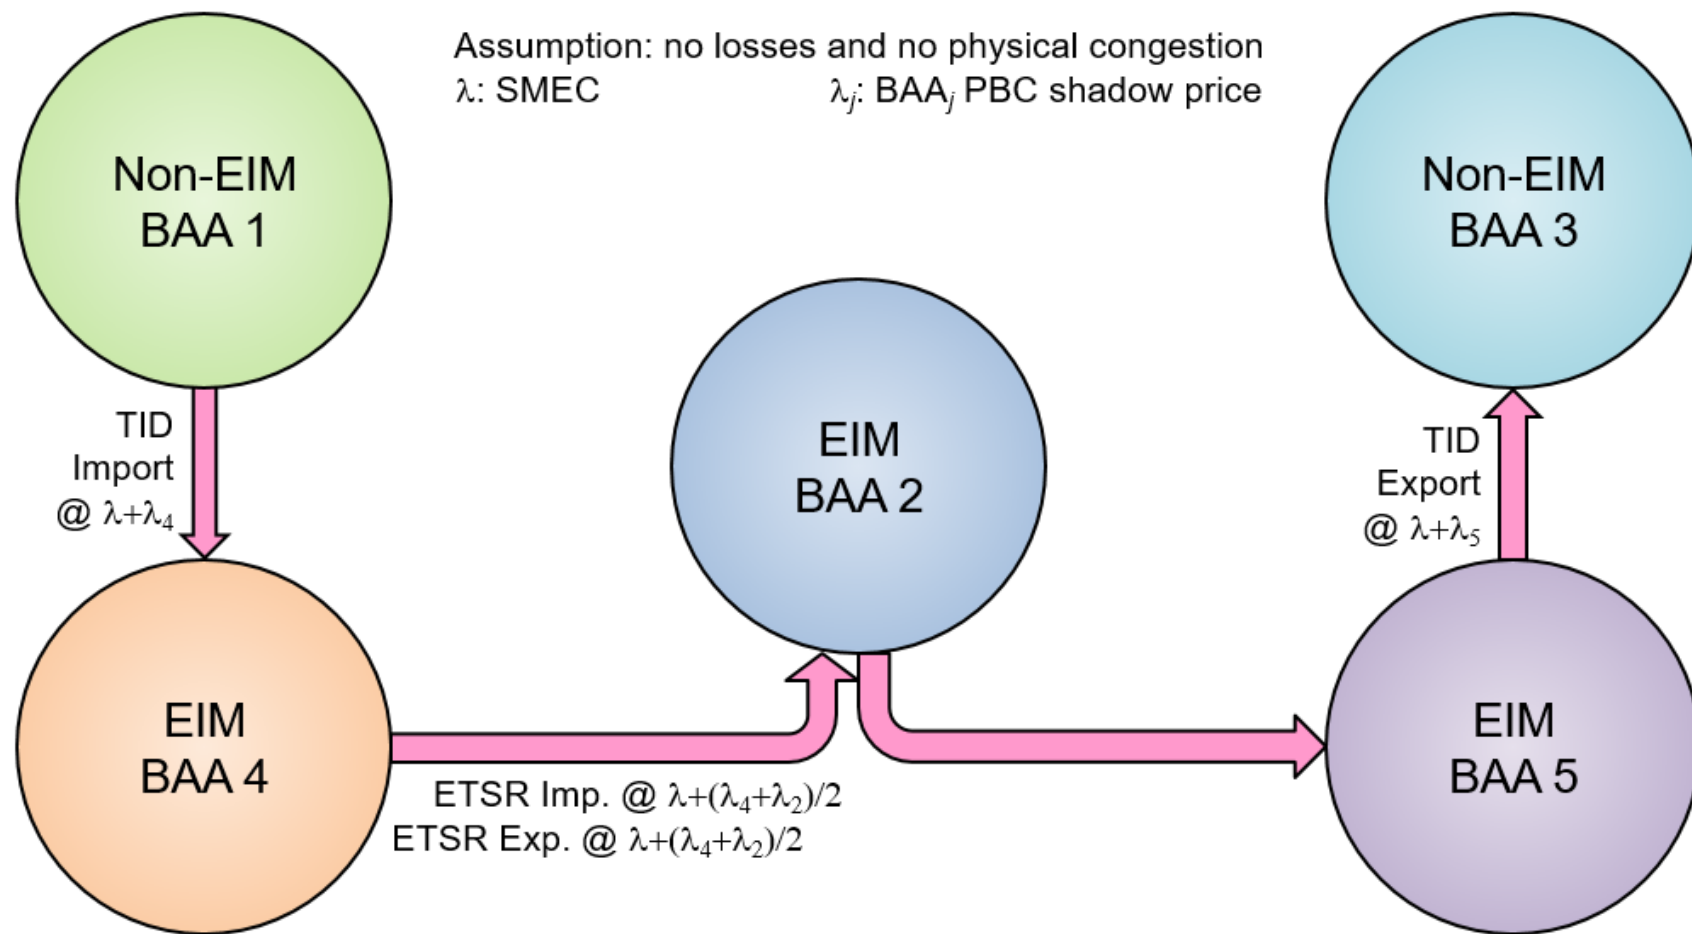 Assumption: no losses and no physical congestion
λ: SMEC
λj: BAAj PBC shadow price
Non-EIM
BAA 1
Non-EIM
BAA 3
EIM
BAA 2
TID
Import
@ λ+λ4
TID
Export
@ λ+λ5
EIM
BAA 4
EIM
BAA 5
ETSR Imp. @ λ+(λ4+λ2)/2
ETSR Exp. @ λ+(λ4+λ2)/2